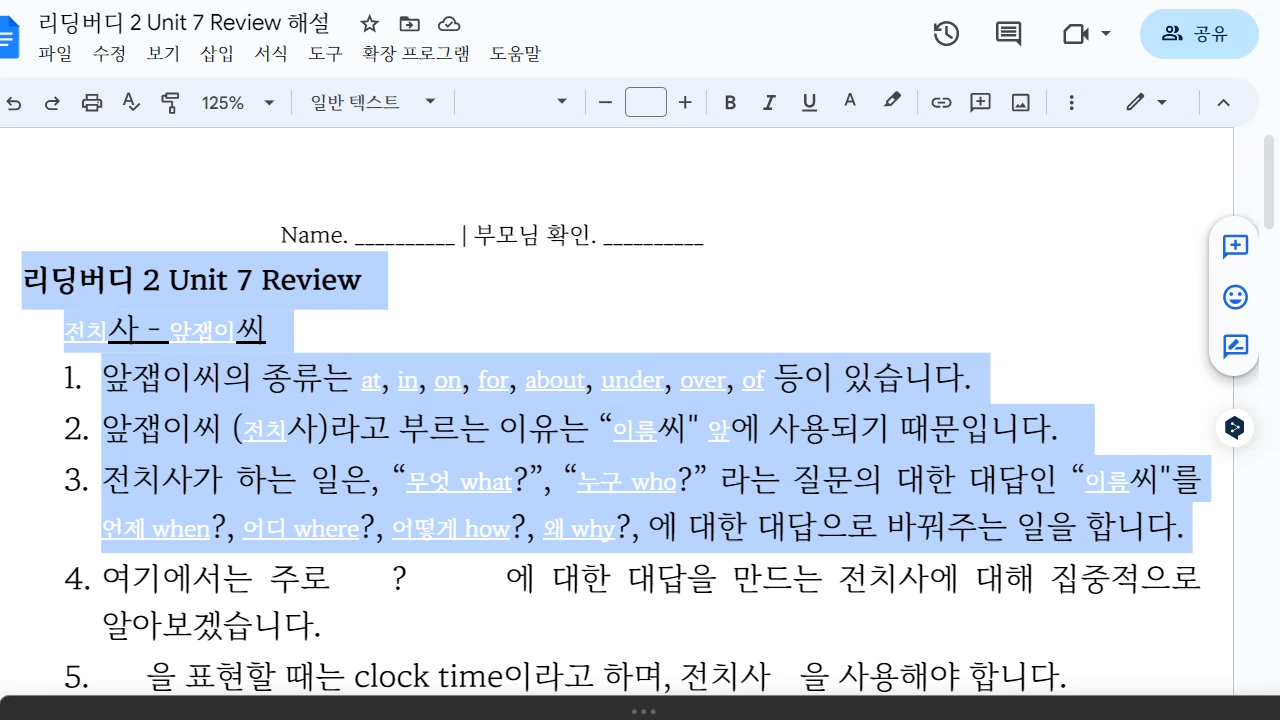 리딩버디 2 Unit 7 Review 해설
파일 수정 보기 삽입 서식 도구 확장 프로그램 도움말
공유
125% 일반 텍스트 B I U A
Name. __________ | 부모님 확인. __________
리딩버디 2 Unit 7 Review
전치사 - 앞잽이씨
1. 앞잽이씨의 종류는 at, in, on, for, about, under, over, of 등이 있습니다.
2. 앞잽이씨 (전치사)라고 부르는 이유는 “이름씨" 앞에 사용되기 때문입니다.
3. 전치사가 하는 일은, “무엇 what?”, “누구 who?” 라는 질문의 대한 대답인 “이름씨"를
언제 when?, 어디 where?, 어떻게 how?, 왜 why?, 에 대한 대답으로 바꿔주는 일을 합니다.
4. 여기에서는 주로 ? 에 대한 대답을 만드는 전치사에 대해 집중적으로
알아보겠습니다.
5. 을 표현할 때는 clock time이라고 하며, 전치사 을 사용해야 합니다.